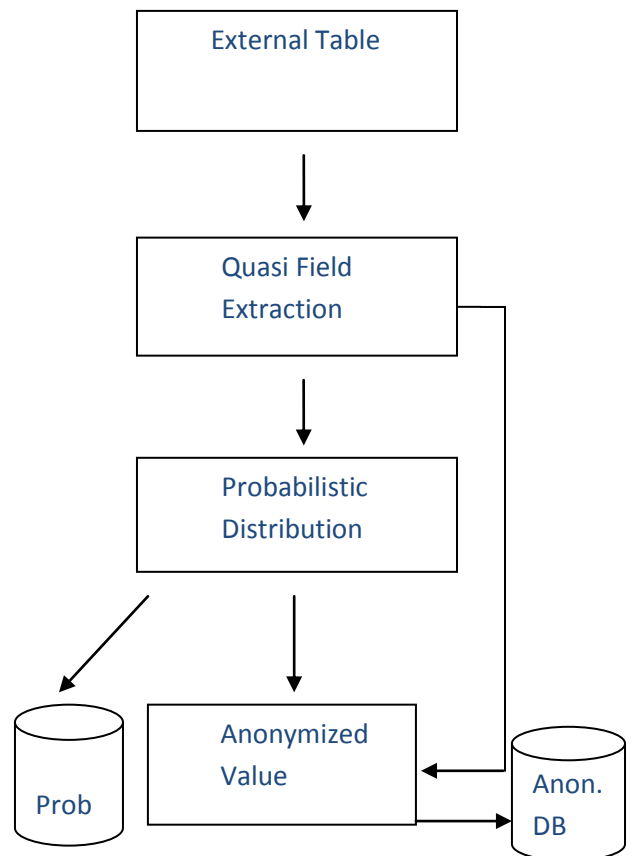 External Table
Quasi Field
Extraction
Probabilistic
Distribution
Prob
Anonymized
Value
Anon.
DB